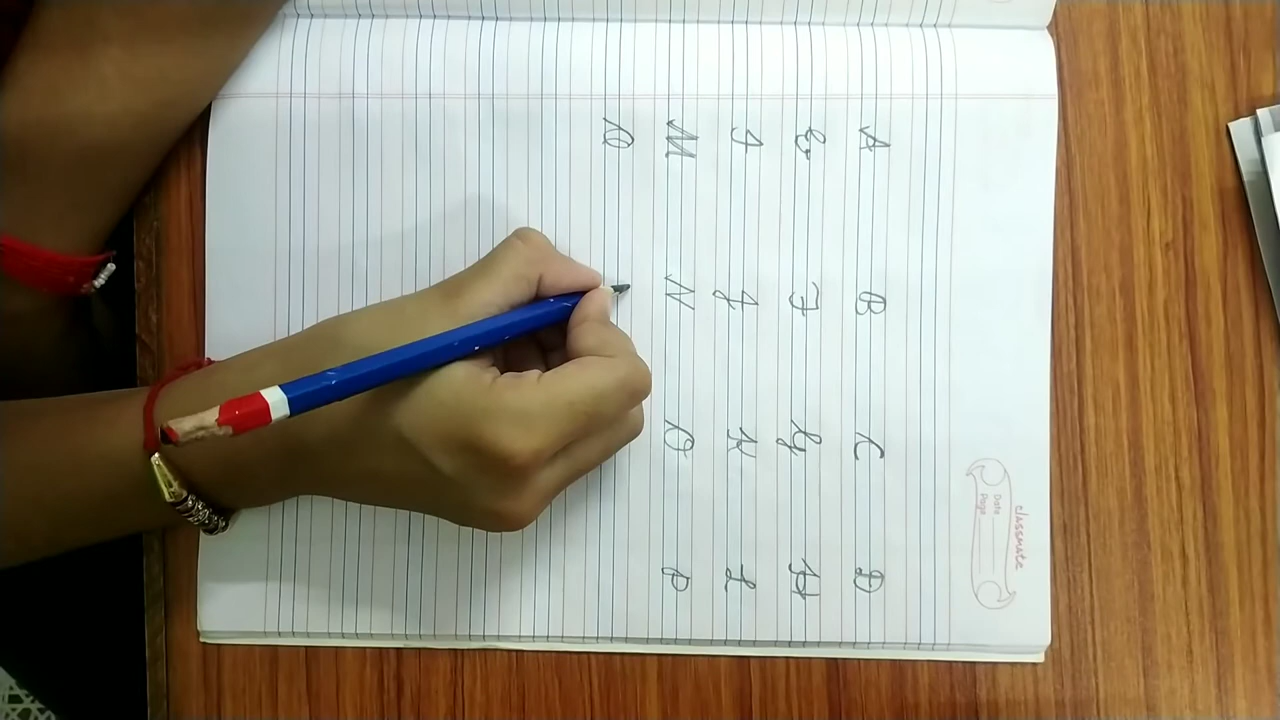 classmate
Date
Page
A B C D
E F G H
I J K L
M N O P
Q